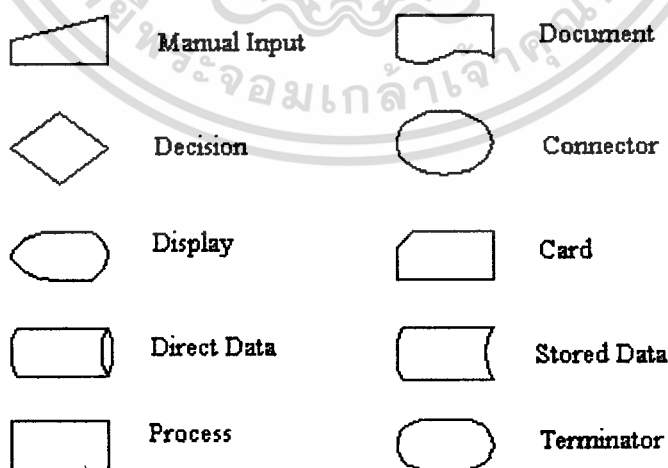 Manual Input
Document
Decision
Connector
Display
Card
Direct Data
Stored Data
Process
Terminator